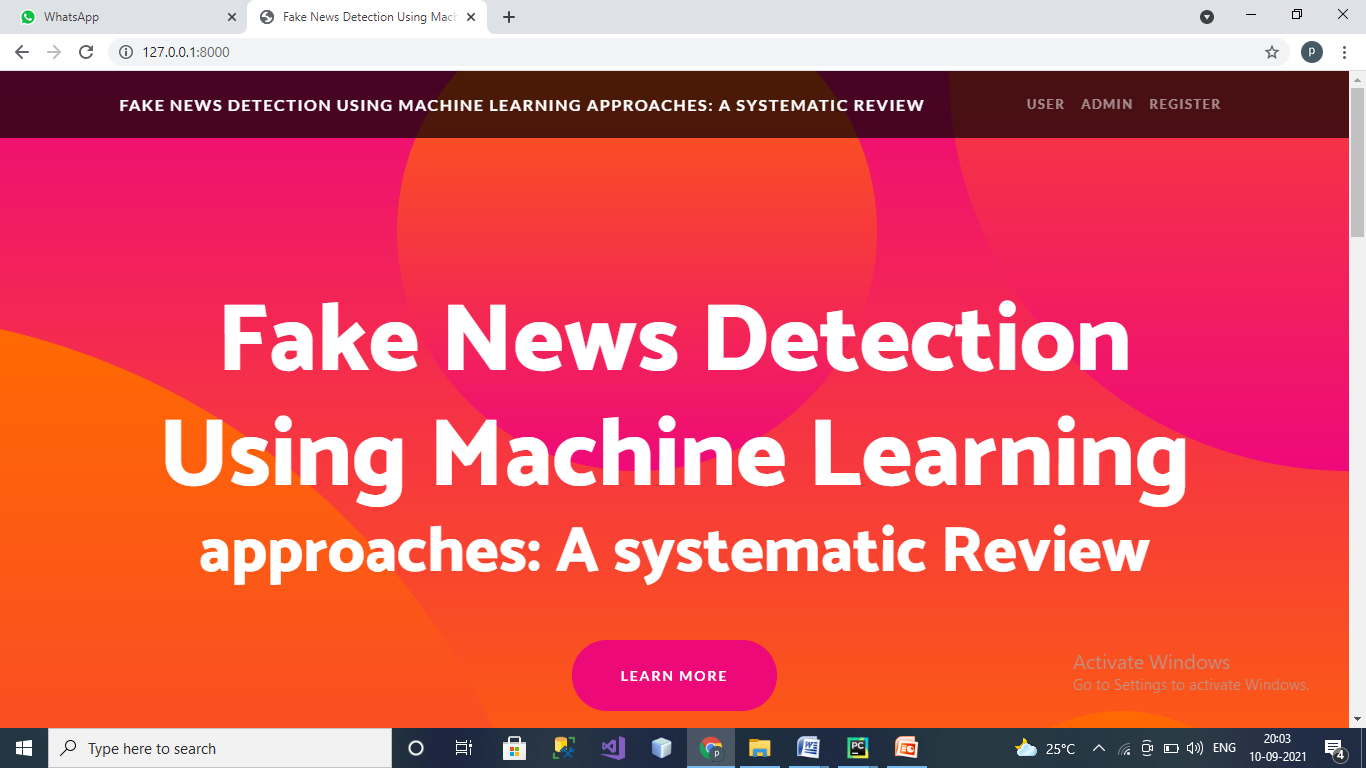 WhatsApp
Fake News Detection Using Mach
127.0.0.1:8000
P
FAKE NEWS DETECTION USING MACHINE LEARNING APPROACHES: A SYSTEMATIC REVIEW
USER ADMIN REGISTER
Fake News Detection
Using Machine Learning
approaches: A systematic Review
LEARN MORE
Activate Windows
Go to Settings to activate Windows.
Type here to search
P
W
PC
25°C
ENG
20:03
10-09-2021
4